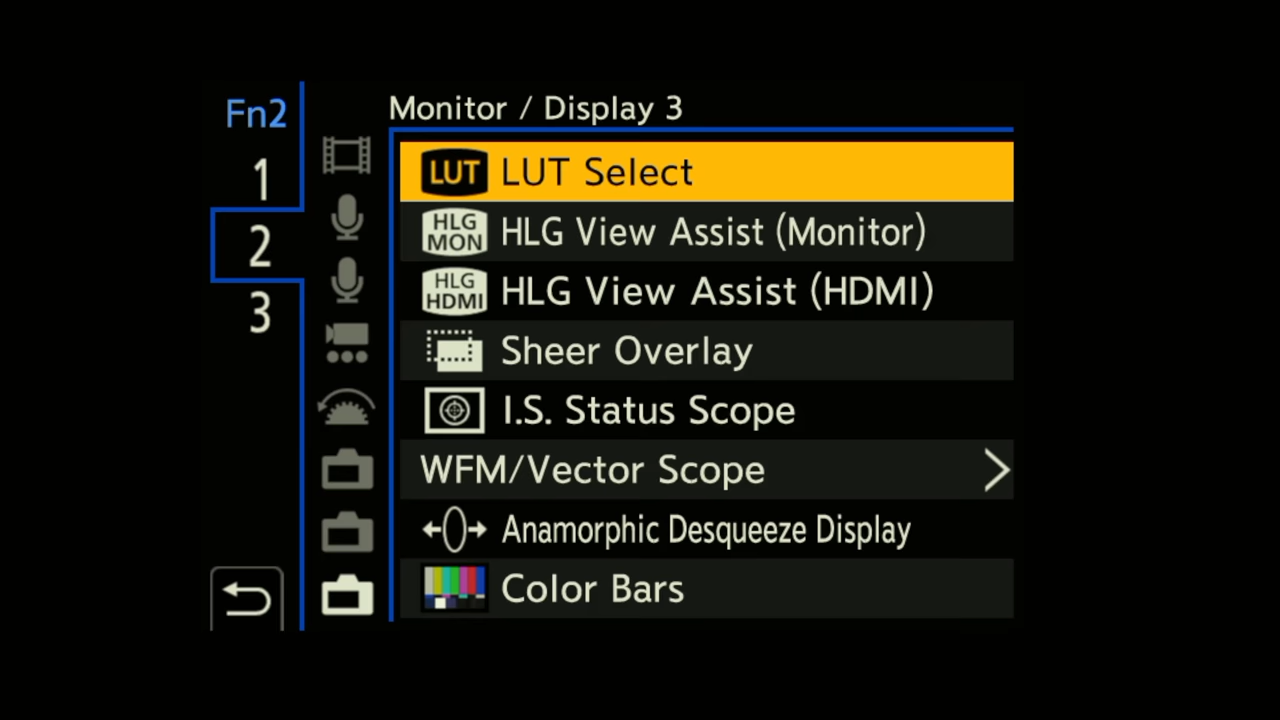 Fn2
1
2
3
Monitor / Display 3
LUT LUT Select
HLG MON HLG View Assist (Monitor)
HLG HDMI HLG View Assist (HDMI)
Sheer Overlay
I.S. Status Scope
WFM/Vector Scope
Anamorphic Desqueeze Display
Color Bars